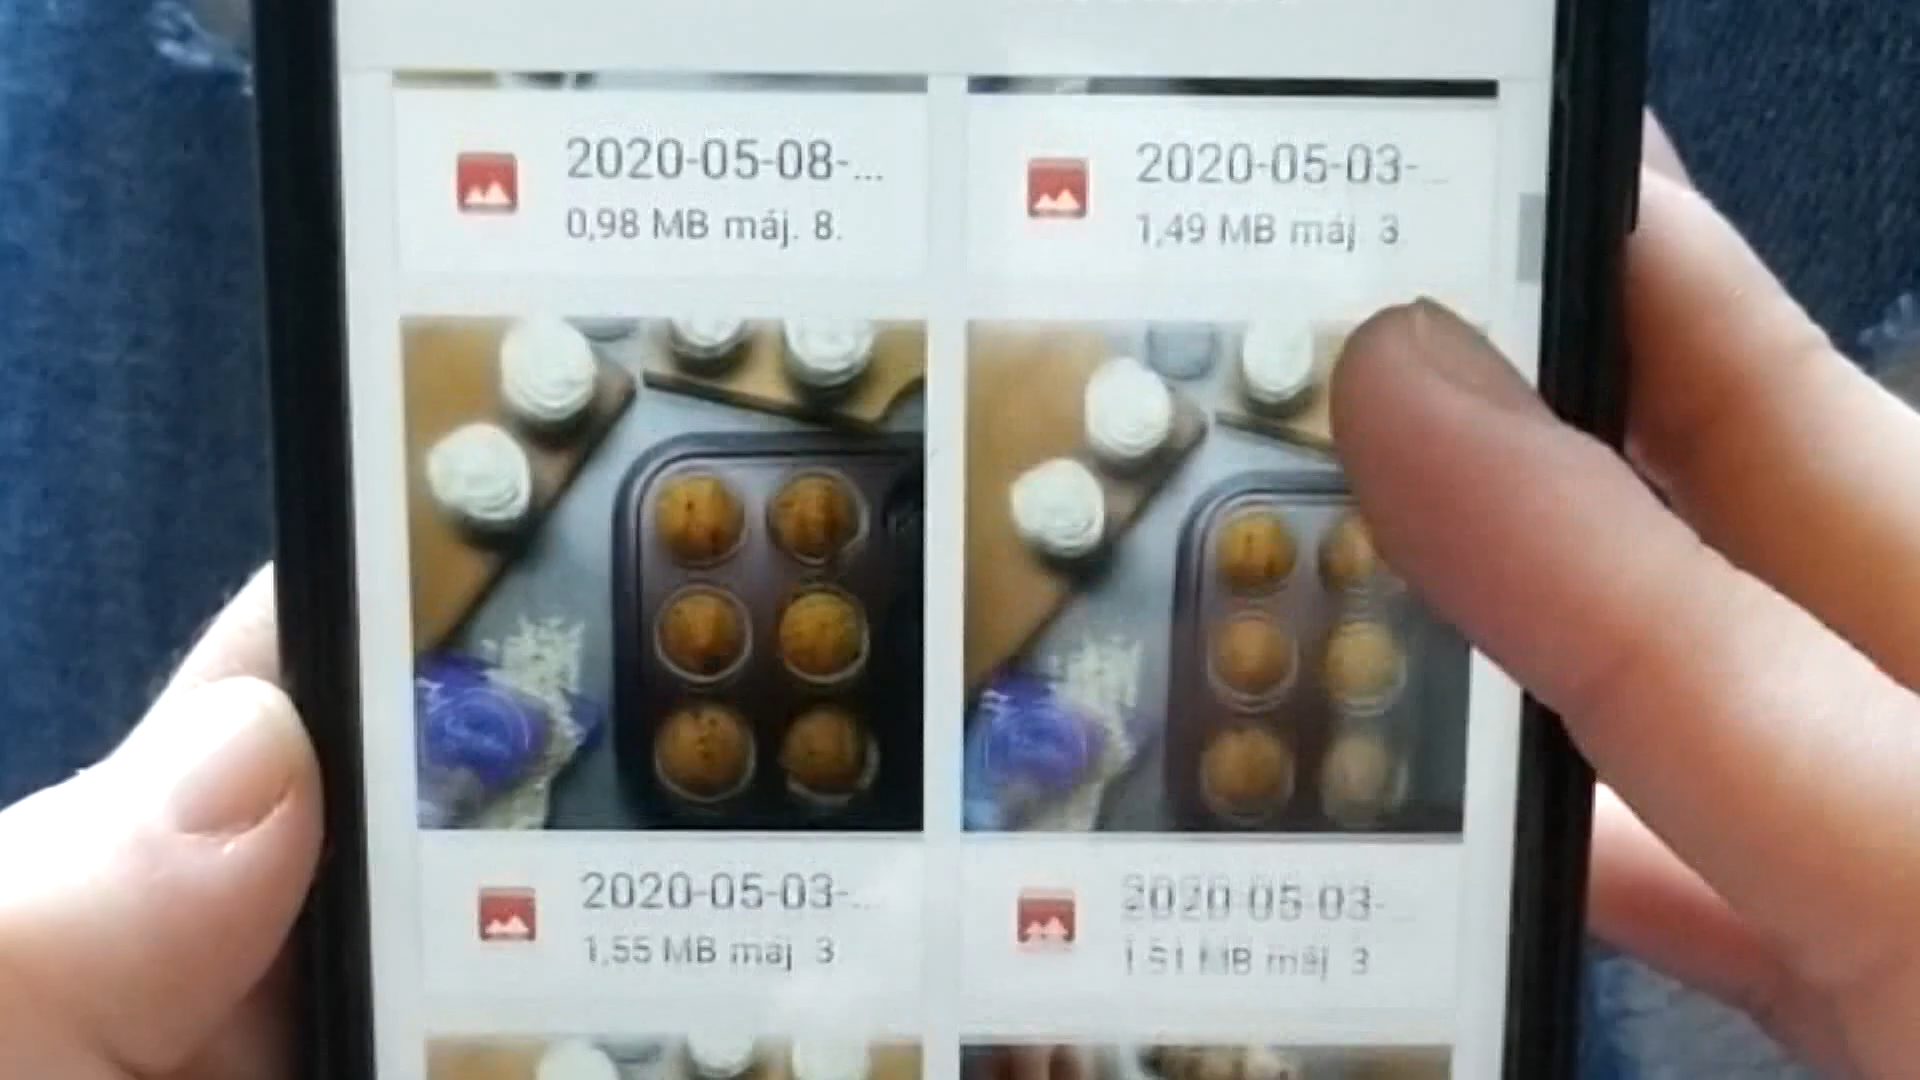 2020-05-08-...
0,98 MB máj. 8.
2020-05-03-...
1,49 MB máj. 3.
2020-05-03-...
1,55 MB máj. 3.
2020-05-03-...
1,51 MB máj. 3.